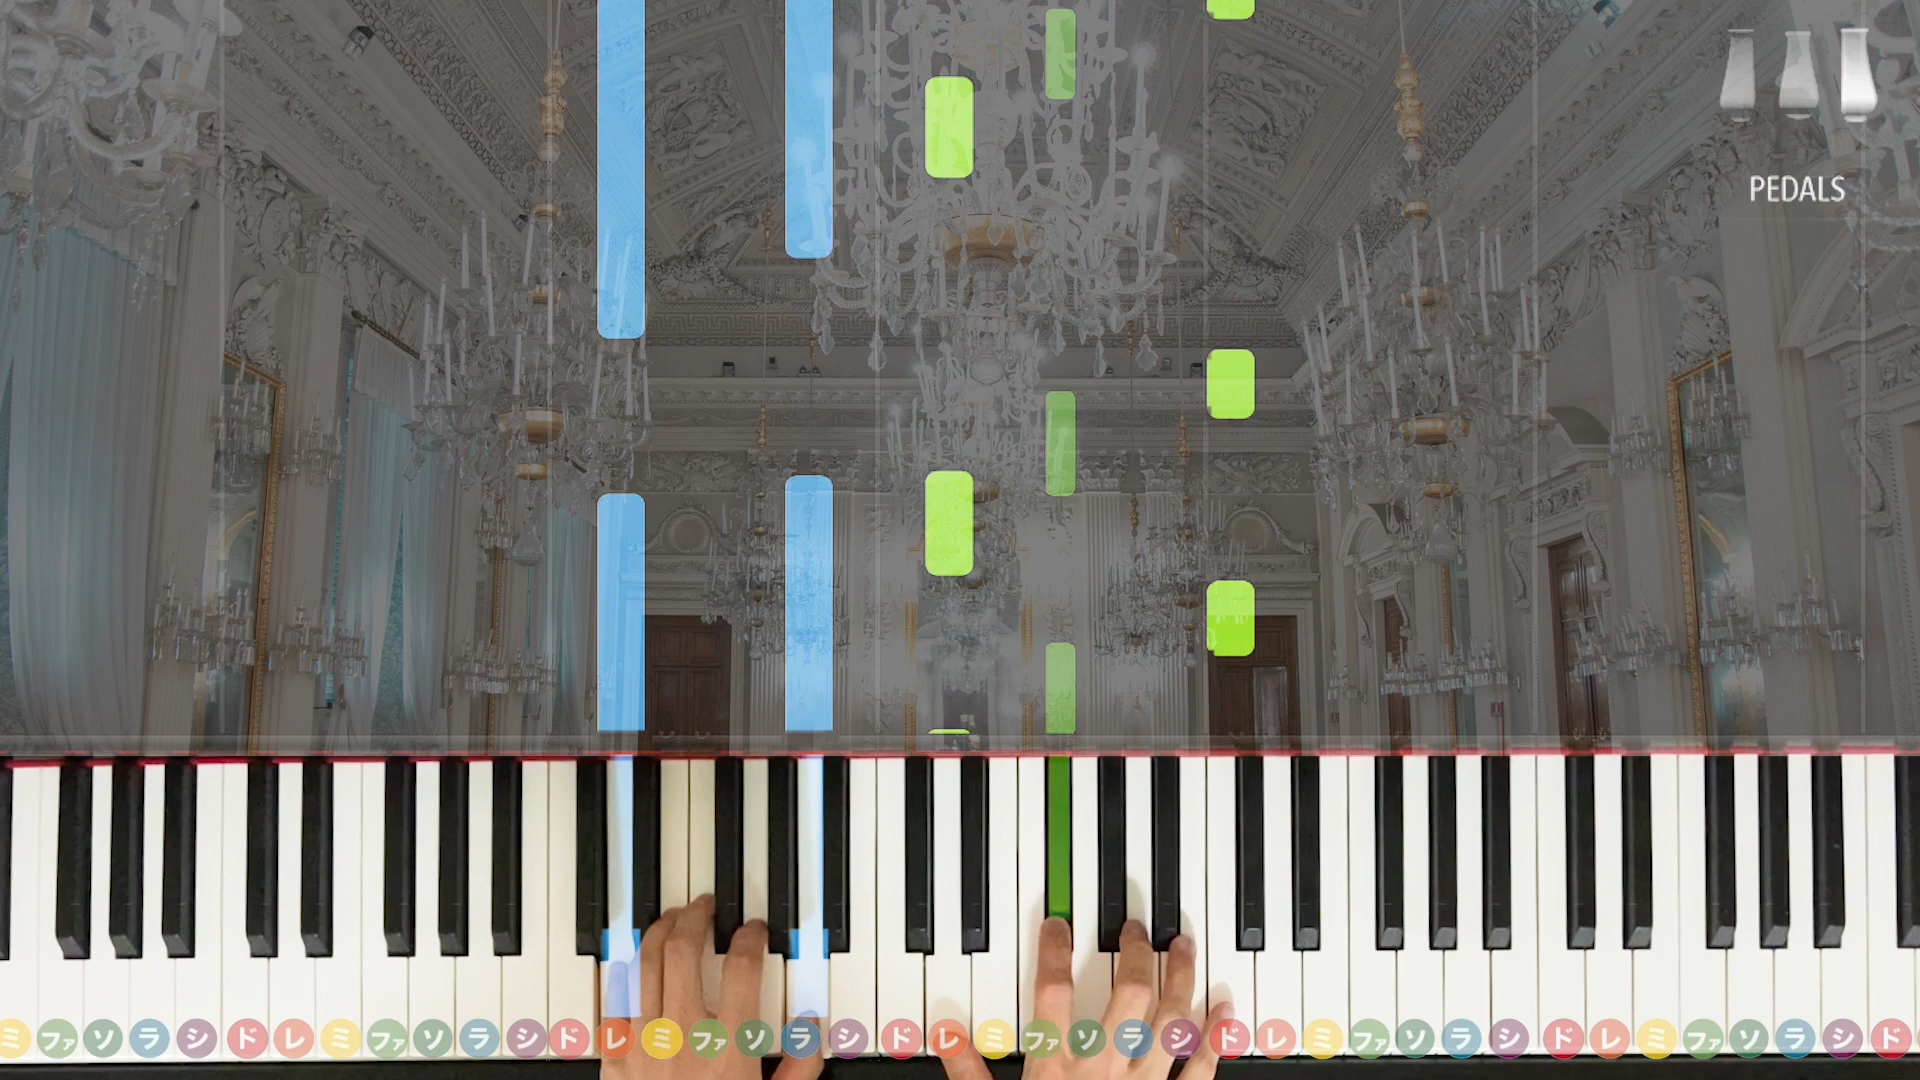 PEDALS
ミ ファ ソ ラ シ ド レ ミ ファ ソ ラ シ ド レ ミ ファ ソ ラ シ ド レ ミ ファ ソ ラ シ ド レ ミ ファ ソ ラ シ ド レ ミ ファ ソ ラ シ ド